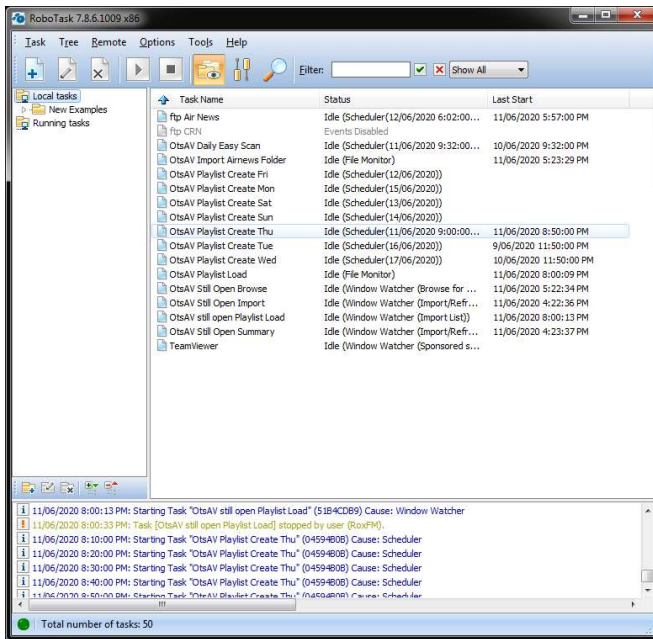 RoboTask 7.8.6.1009 x86
Task Tree Remote Options Tools Help
Filter: Show All
Local tasks
New Examples
Running tasks
Task Name Status Last Start
ftp Air News Idle (Scheduler(12/06/2020 6:02:00... 11/06/2020 5:57:00 PM
ftp CRN Events Disabled
OtsAV Daily Easy Scan Idle (Scheduler(11/06/2020 9:32:00... 10/06/2020 9:32:00 PM
OtsAV Import Airnews Folder Idle (File Monitor) 11/06/2020 5:23:29 PM
OtsAV Playlist Create Fri Idle (Scheduler(12/06/2020))
OtsAV Playlist Create Mon Idle (Scheduler(15/06/2020))
OtsAV Playlist Create Sat Idle (Scheduler(13/06/2020))
OtsAV Playlist Create Sun Idle (Scheduler(14/06/2020))
OtsAV Playlist Create Thu Idle (Scheduler(11/06/2020 9:00:00... 11/06/2020 8:50:00 PM
OtsAV Playlist Create Tue Idle (Scheduler(16/06/2020)) 9/06/2020 11:50:00 PM
OtsAV Playlist Create Wed Idle (Scheduler(17/06/2020)) 10/06/2020 11:50:00 PM
OtsAV Playlist Load Idle (File Monitor) 11/06/2020 8:00:09 PM
OtsAV Still Open Browse Idle (Window Watcher (Browse for ... 11/06/2020 5:22:34 PM
OtsAV Still Open Import Idle (Window Watcher (Import/Refr... 11/06/2020 4:22:36 PM
OtsAV still open Playlist Load Idle (Window Watcher (Import List)) 11/06/2020 8:00:13 PM
OtsAV Still Open Summary Idle (Window Watcher (Import/Refr... 11/06/2020 4:23:37 PM
TeamViewer Idle (Window Watcher (Sponsored s...
11/06/2020 8:00:13 PM: Starting Task "OtsAV still open Playlist Load" (51B4CDB9) Cause: Window Watcher
11/06/2020 8:00:33 PM: Task [OtsAV still open Playlist Load] stopped by user (RoxFM).
11/06/2020 8:10:00 PM: Starting Task "OtsAV Playlist Create Thu" (04594B0B) Cause: Scheduler
11/06/2020 8:20:00 PM: Starting Task "OtsAV Playlist Create Thu" (04594B0B) Cause: Scheduler
11/06/2020 8:30:00 PM: Starting Task "OtsAV Playlist Create Thu" (04594B0B) Cause: Scheduler
11/06/2020 8:40:00 PM: Starting Task "OtsAV Playlist Create Thu" (04594B0B) Cause: Scheduler
11/06/2020 8:50:00 PM: Starting Task "OtsAV Playlist Create Thu" (04594B0B) Cause: Scheduler
Total number of tasks: 50